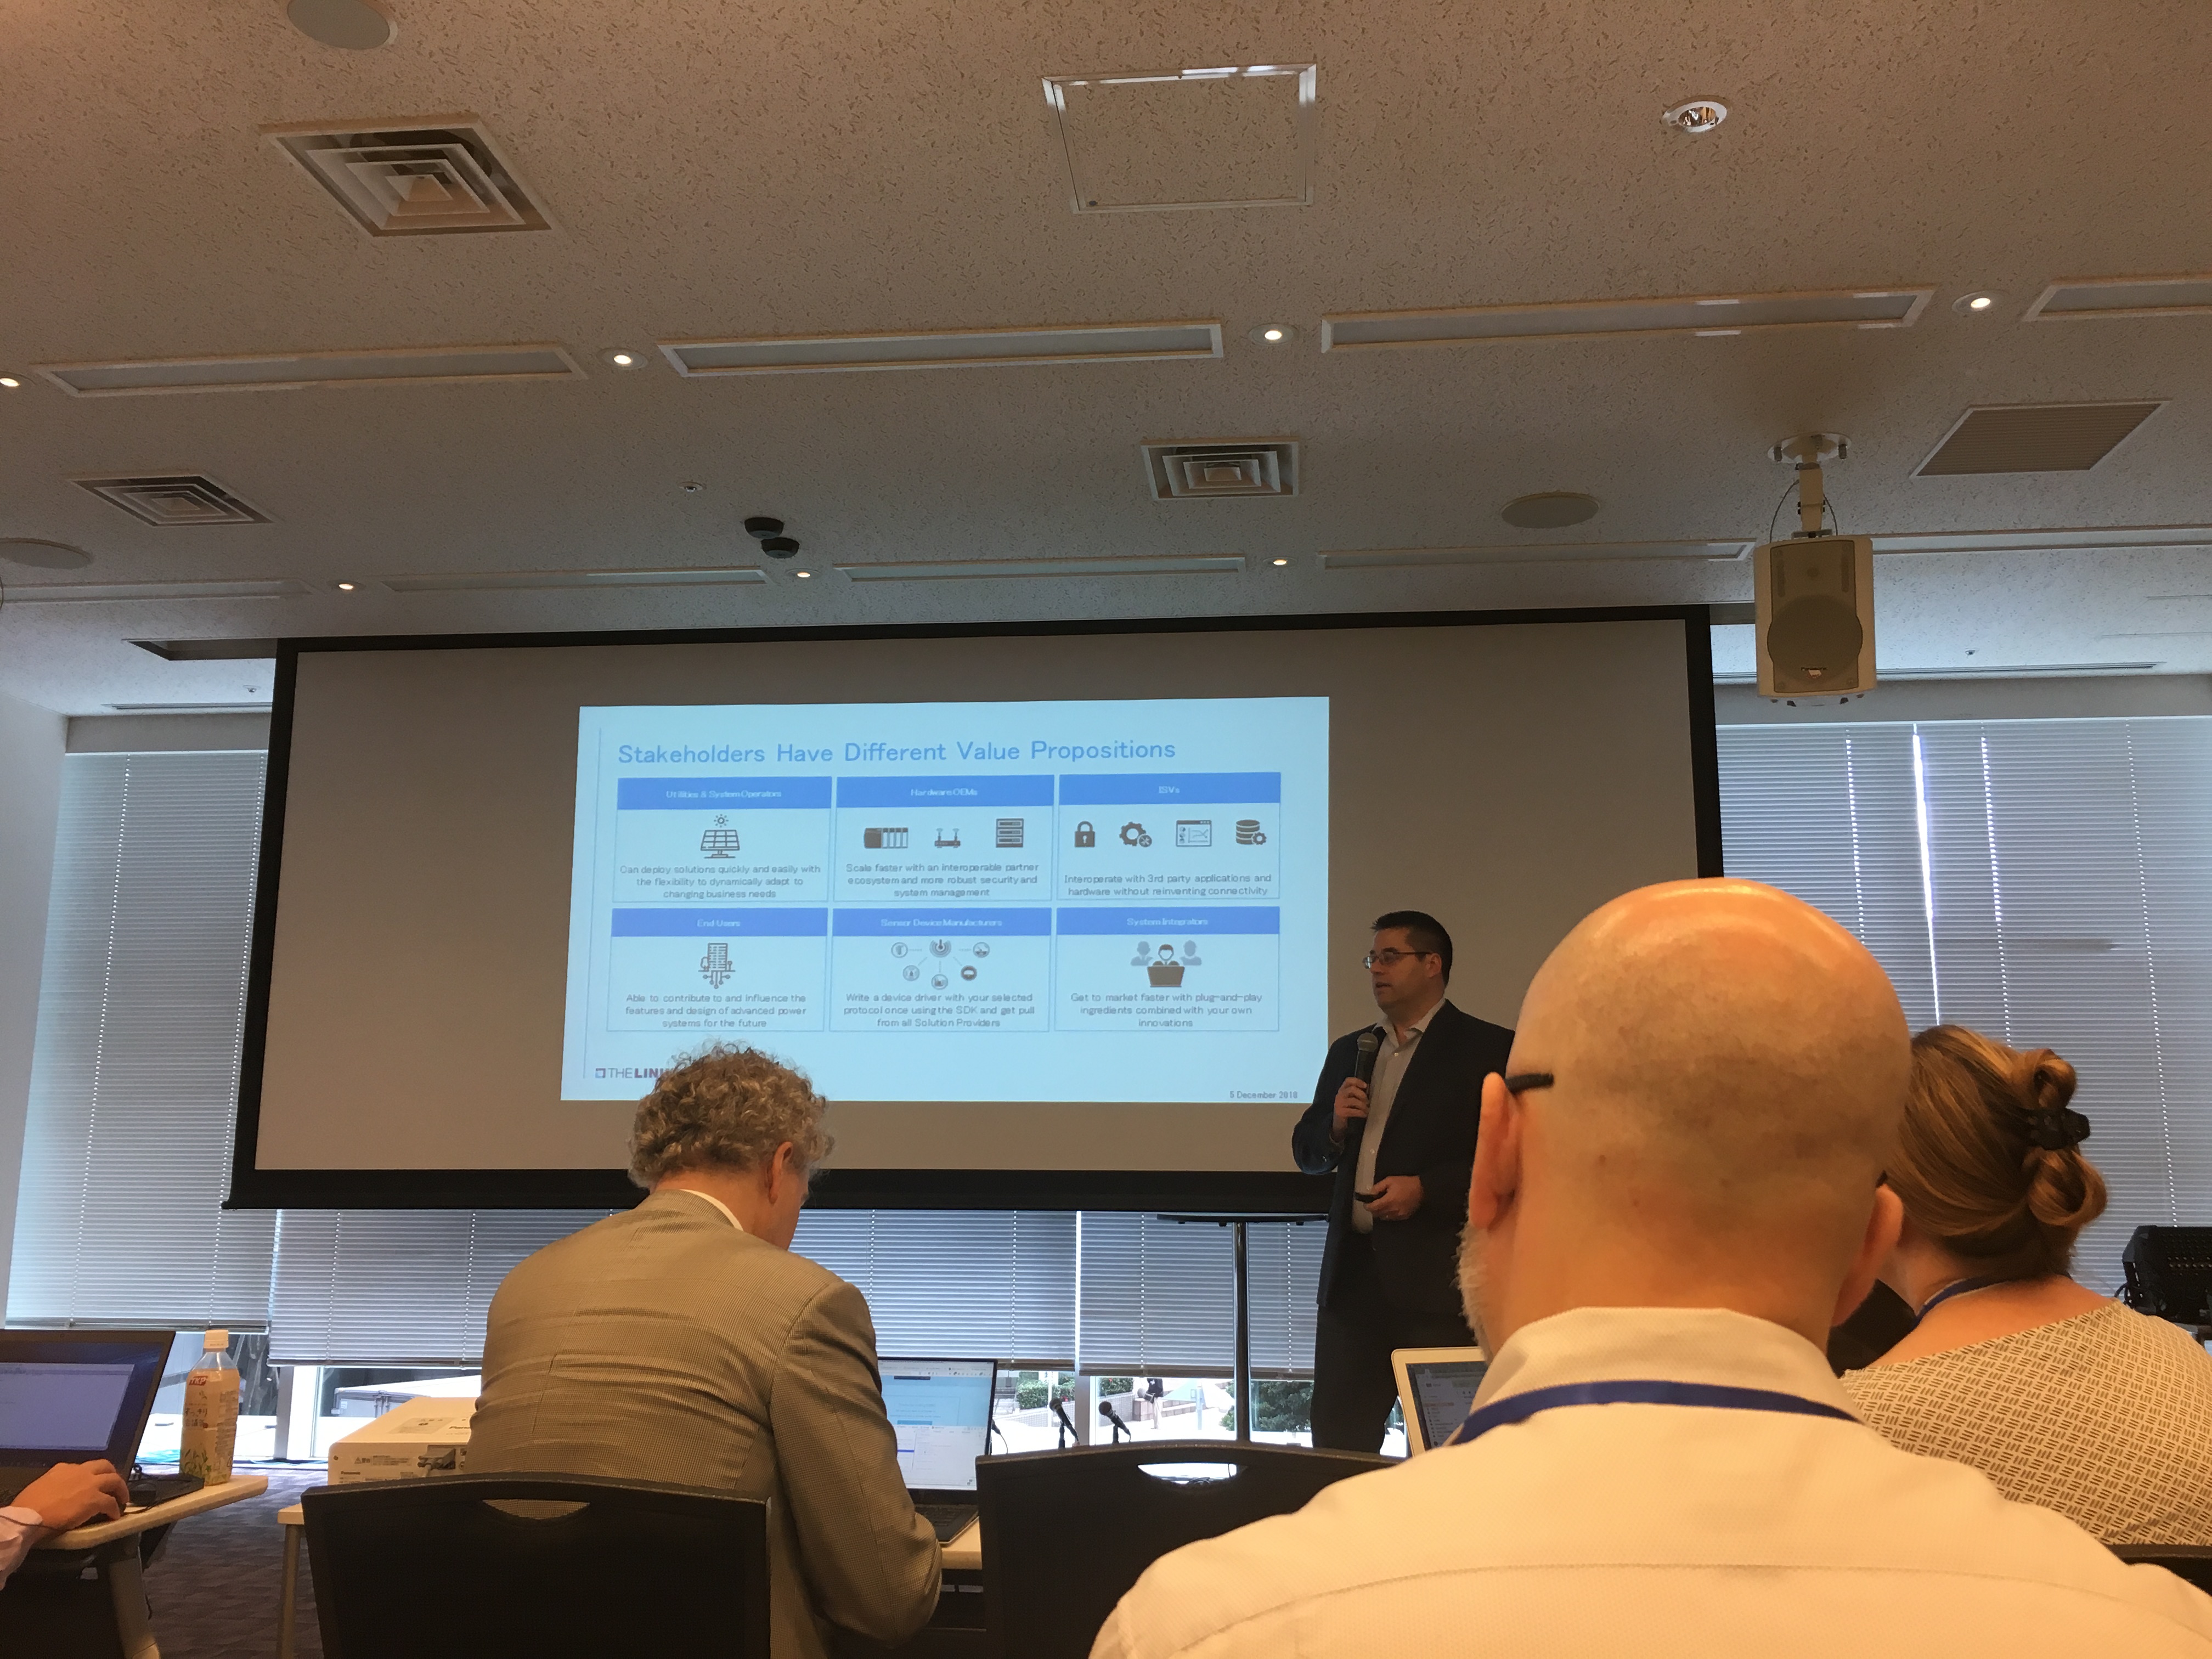 Stakeholders Have Different Value Propositions
Utilities & System Operators
Can deploy solutions quickly and easily with
the flexibility to dynamically adapt to
changing business needs
Hardware OEMs
Scale faster with an interoperable partner
ecosystem and more robust security and
system management
ISVs
Interoperate with 3rd party applications and
hardware without reinventing connectivity
End Users
Able to contribute to and influence the
features and design of advanced power
systems for the future
Sensor Device Manufacturers
Write a device driver with your selected
protocol once using the SDK and get pull
from all Solution Providers
System Integrators
Get to market faster with plug-and-play
ingredients combined with your own
innovations
THE LIN
5 December 2018
TKP
Panasonic